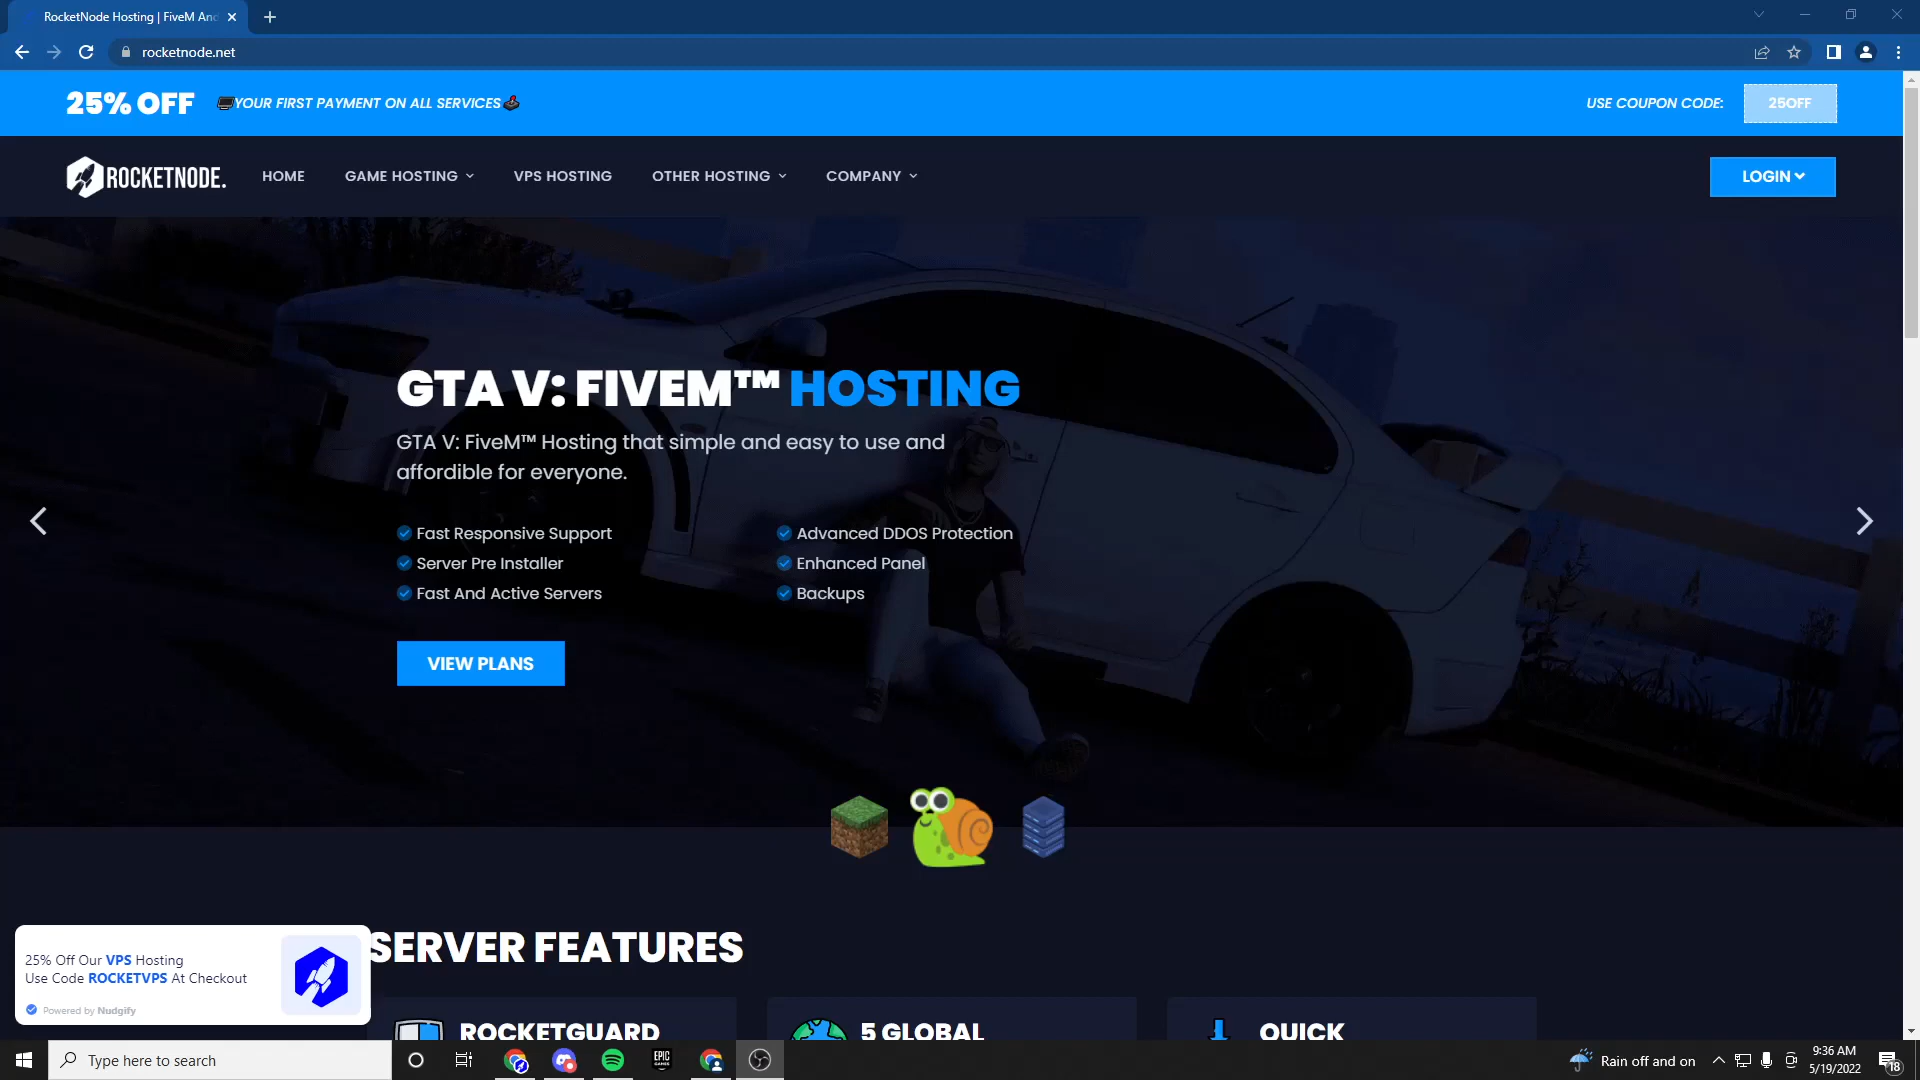 RocketNode Hosting | FiveM And
rocketnode.net
25% OFF
YOUR FIRST PAYMENT ON ALL SERVICES
USE COUPON CODE:
25OFF
ROCKETNODE.
HOME
GAME HOSTING
VPS HOSTING
OTHER HOSTING
COMPANY
LOGIN
GTA V: FIVEM™ HOSTING
GTA V: FiveM™ Hosting that simple and easy to use and
affordible for everyone.
Fast Responsive Support
Advanced DDOS Protection
Server Pre Installer
Enhanced Panel
Fast And Active Servers
Backups
VIEW PLANS
SERVER FEATURES
25% Off Our VPS Hosting
Use Code ROCKETVPS At Checkout
Powered by Nudgify
ROCKETGUARD
5 GLOBAL
QUICK
Type here to search
EPIC
GAMES
Rain off and on
9:36 AM
5/19/2022
18